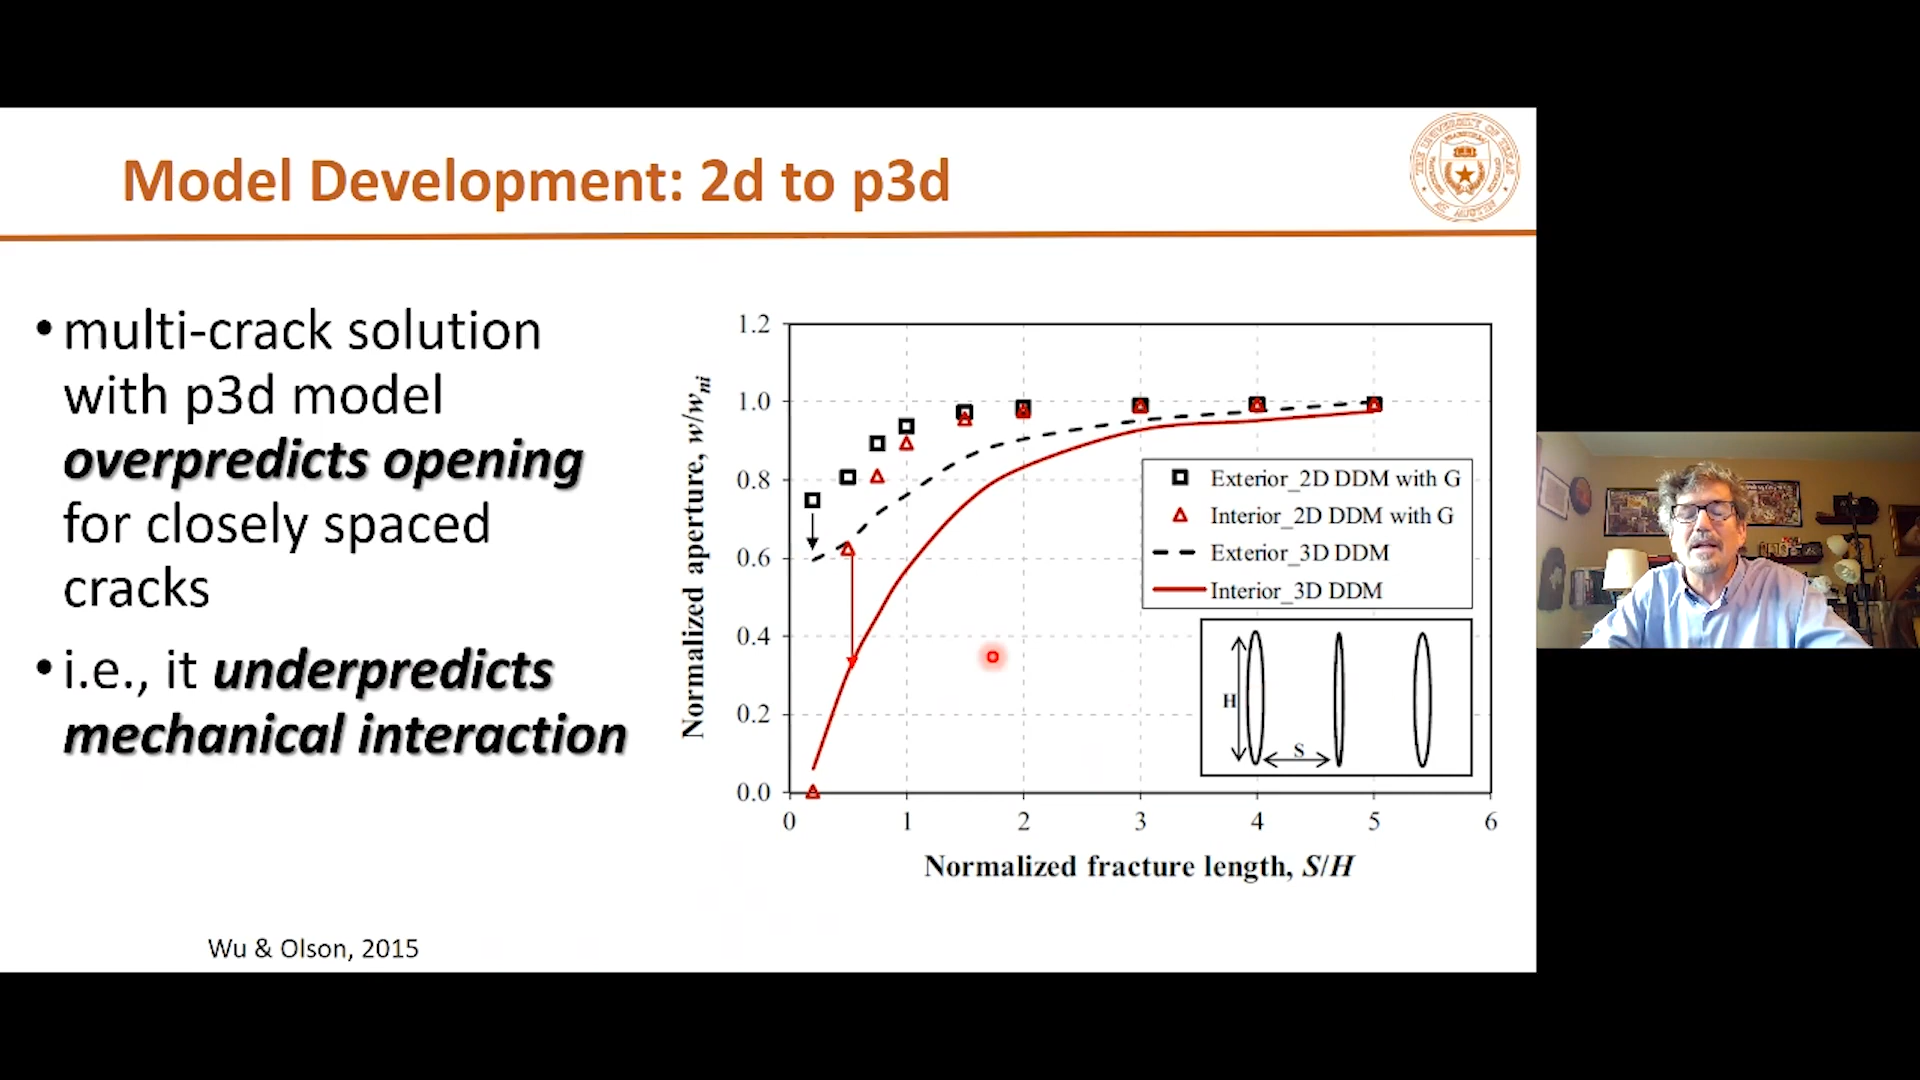 Model Development: 2d to p3d
• multi-crack solution
with p3d model
overpredicts opening
for closely spaced
cracks
• i.e., it underpredicts
mechanical interaction
Wu & Olson, 2015
Normalized aperture, w/wni
1.2
1.0
0.8
0.6
0.4
0.2
0.0
0 1 2 3 4 5 6
Normalized fracture length, S/H
Exterior_2D DDM with G
Interior_2D DDM with G
Exterior_3D DDM
Interior_3D DDM
H
S